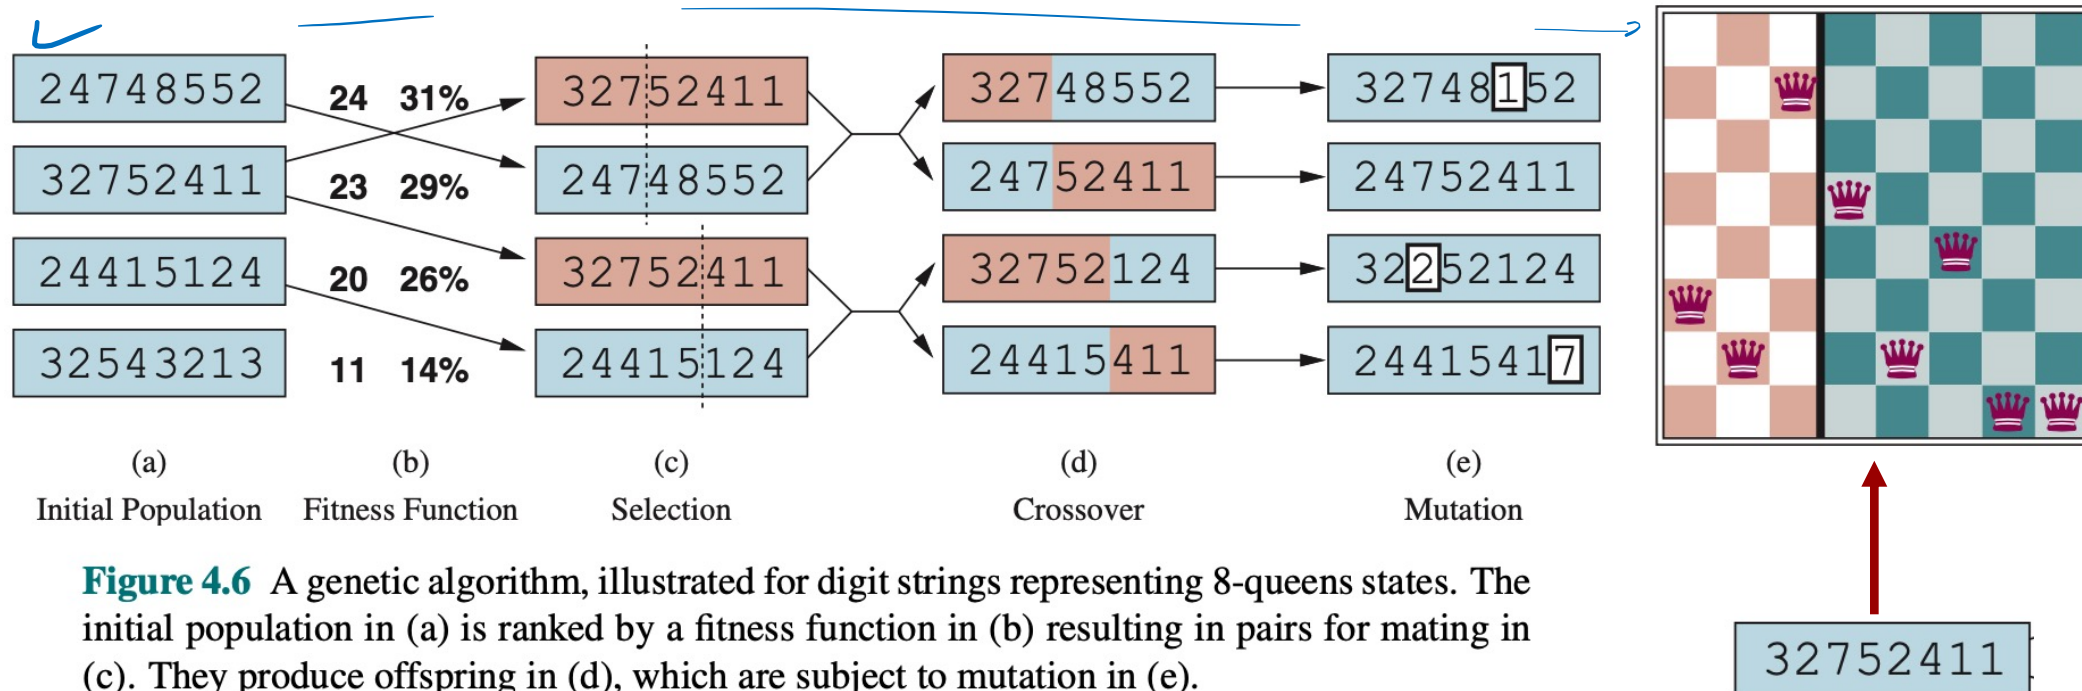 24748552 24 31% 32752411 32748552 32748152
32752411 23 29% 24748552 24752411 24752411
24415124 20 26% 32752411 32752124 32252124
32543213 11 14% 24415124 24415411 24415417
(a) (b) (c) (d) (e)
Initial Population Fitness Function Selection Crossover Mutation
Figure 4.6 A genetic algorithm, illustrated for digit strings representing 8-queens states. The
initial population in (a) is ranked by a fitness function in (b) resulting in pairs for mating in
(c). They produce offspring in (d), which are subject to mutation in (e).
32752411